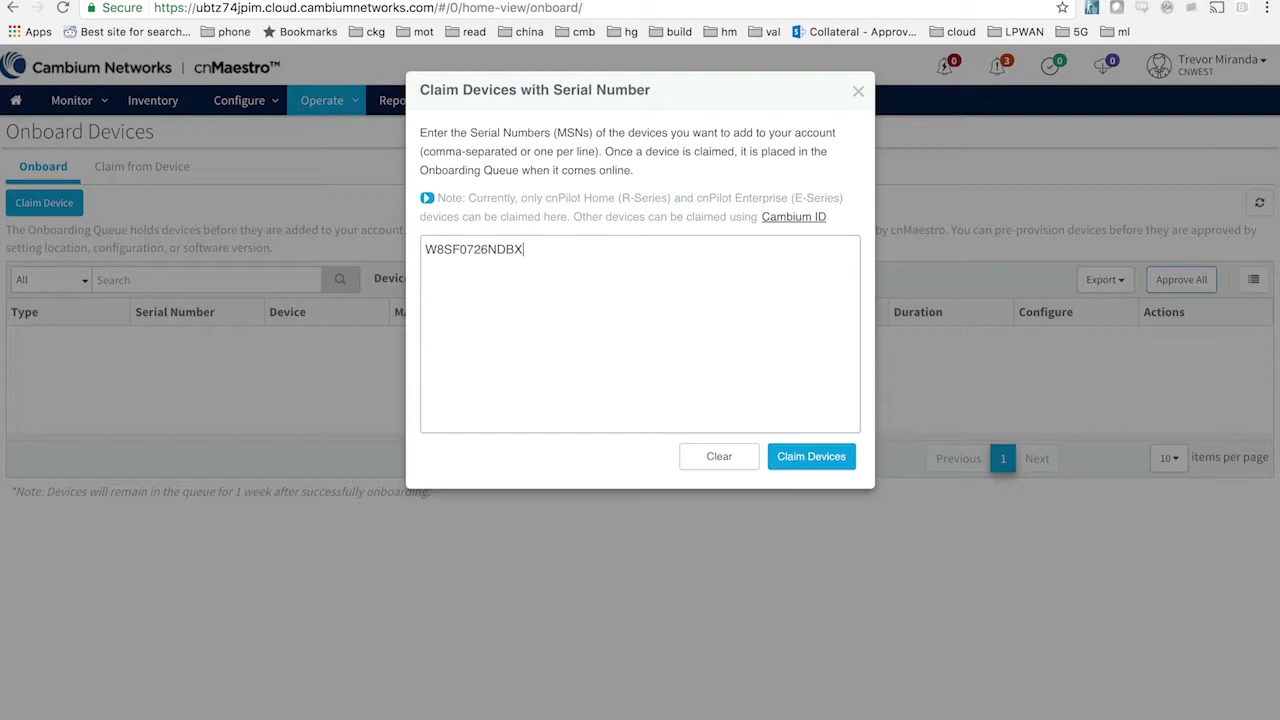 Secure https://ubtz74jpim.cloud.cambiumnetworks.com/#/0/home-view/onboard/
Apps Best site for search... phone Bookmarks ckg mot read china cmb hg build hm val Collateral - Approv... cloud LPWAN 5G ml
Cambium Networks | cnMaestro™ 0 3 0 0 Trevor Miranda
CNWEST
Monitor Inventory Configure Operate Repo
Claim Devices with Serial Number
Onboard Devices
Onboard Claim from Device
Claim Device
Enter the Serial Numbers (MSNs) of the devices you want to add to your account
(comma-separated or one per line). Once a device is claimed, it is placed in the
Onboarding Queue when it comes online.
Note: Currently, only cnPilot Home (R-Series) and cnPilot Enterprise (E-Series)
devices can be claimed here. Other devices can be claimed using Cambium ID
The Onboarding Queue holds devices before they are added to your account. by cnMaestro. You can pre-provision devices before they are approved by
setting location, configuration, or software version.
W8SF0726NDBX
All Search Device Export Approve All
Type Serial Number Device MA Duration Configure Actions
Clear Claim Devices
Previous 1 Next 10 items per page
*Note: Devices will remain in the queue for 1 week after successfully onboarding.